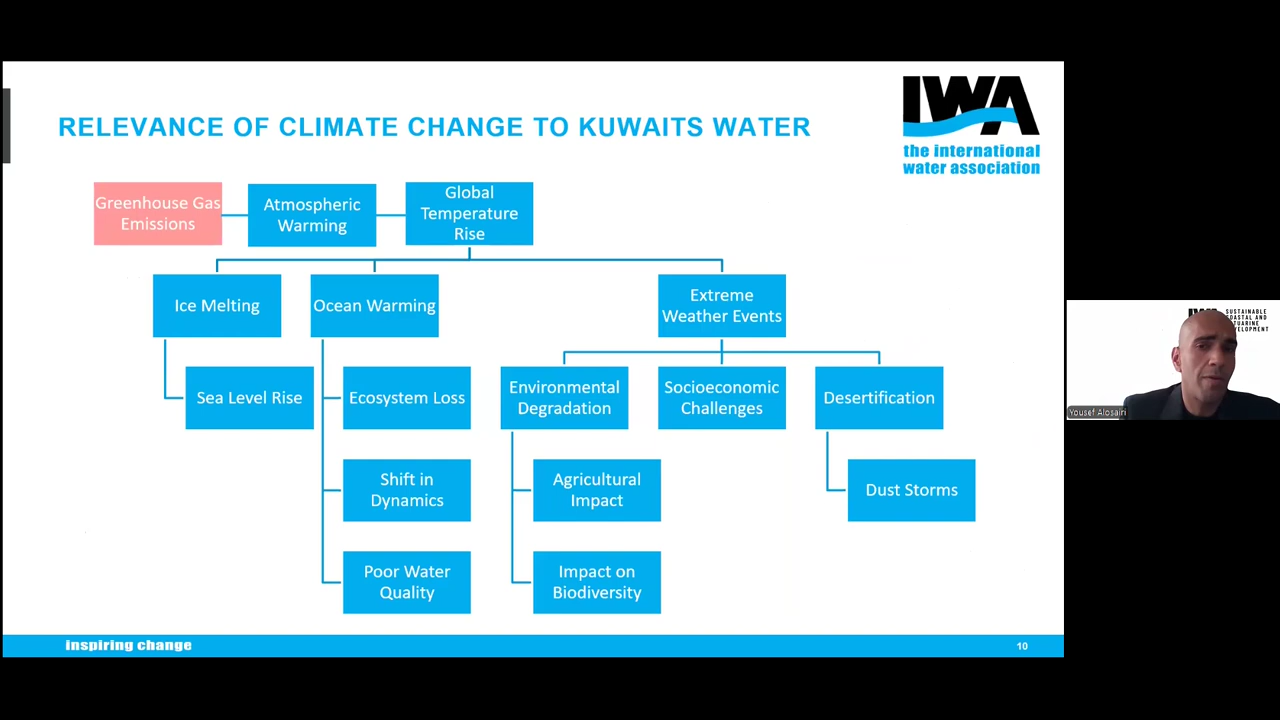 RELEVANCE OF CLIMATE CHANGE TO KUWAITS WATER
IWA
the international
water association
Greenhouse Gas
Emissions
Atmospheric
Warming
Global
Temperature
Rise
Ice Melting
Ocean Warming
Extreme
Weather Events
Sea Level Rise
Ecosystem Loss
Environmental
Degradation
Socioeconomic
Challenges
Desertification
Shift in
Dynamics
Agricultural
Impact
Dust Storms
Poor Water
Quality
Impact on
Biodiversity
inspiring change
10
SUSTAINABLE
Yousef Alosairi